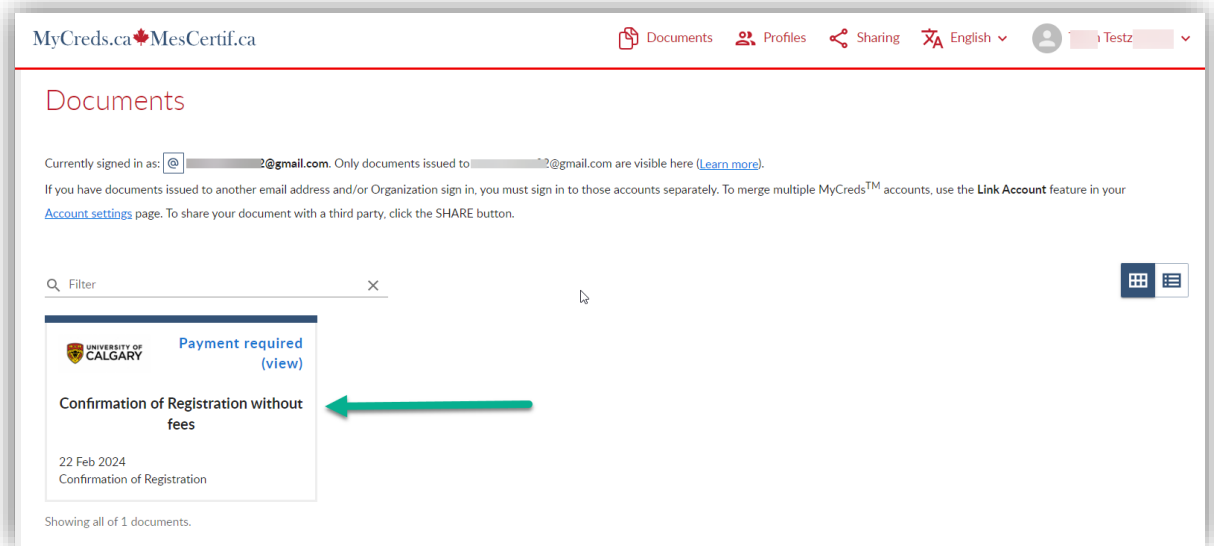 MyCreds.ca MesCertif.ca
Documents Profiles Sharing English Testz
Documents
Currently signed in as: @ 2@gmail.com. Only documents issued to 2@gmail.com are visible here (Learn more).
If you have documents issued to another email address and/or Organization sign in, you must sign in to those accounts separately. To merge multiple MyCreds™ accounts, use the Link Account feature in your
Account settings page. To share your document with a third party, click the SHARE button.
Filter
UNIVERSITY OF
CALGARY
Payment required
(view)
Confirmation of Registration without
fees
22 Feb 2024
Confirmation of Registration
Showing all of 1 documents.